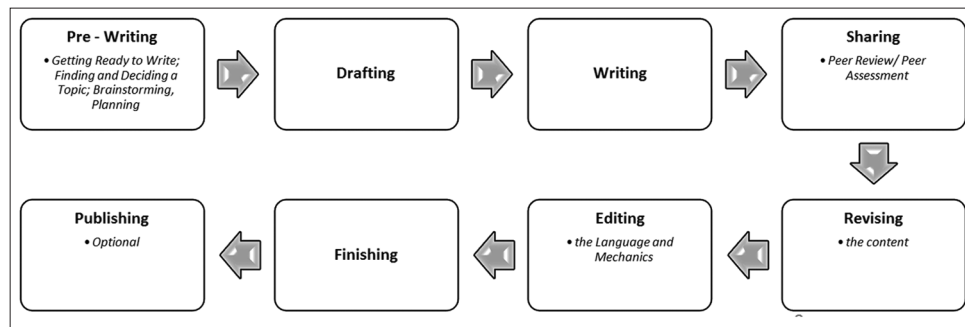 Pre - Writing
• Getting Ready to Write;
Finding and Deciding a
Topic; Brainstorming,
Planning
Drafting
Writing
Sharing
• Peer Review/ Peer
Assessment
Revising
• the content
Editing
• the Language and
Mechanics
Finishing
Publishing
• Optional